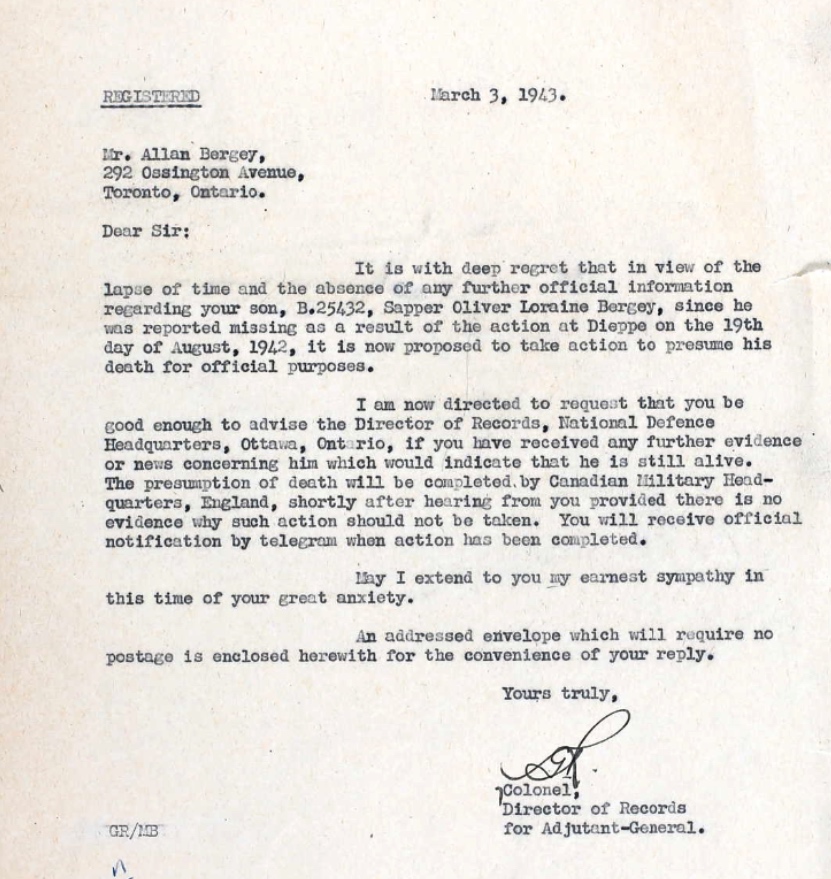 REGISTERED
March 3, 1943.
Mr. Allan Bergey,
292 Ossington Avenue,
Toronto, Ontario.
Dear Sir:
It is with deep regret that in view of the
lapse of time and the absence of any further official information
regarding your son, B.25432, Sapper Oliver Loraine Bergey, since he
was reported missing as a result of the action at Dieppe on the 19th
day of August, 1942, it is now proposed to take action to presume his
death for official purposes.
I am now directed to request that you be
good enough to advise the Director of Records, National Defence
Headquarters, Ottawa, Ontario, if you have received any further evidence
or news concerning him which would indicate that he is still alive.
The presumption of death will be completed by Canadian Military Head-
quarters, England, shortly after hearing from you provided there is no
evidence why such action should not be taken. You will receive official
notification by telegram when action has been completed.
May I extend to you my earnest sympathy in
this time of your great anxiety.
An addressed envelope which will require no
postage is enclosed herewith for the convenience of your reply.
Yours truly,
Colonel,
Director of Records
for Adjutant-General.
GR/MB